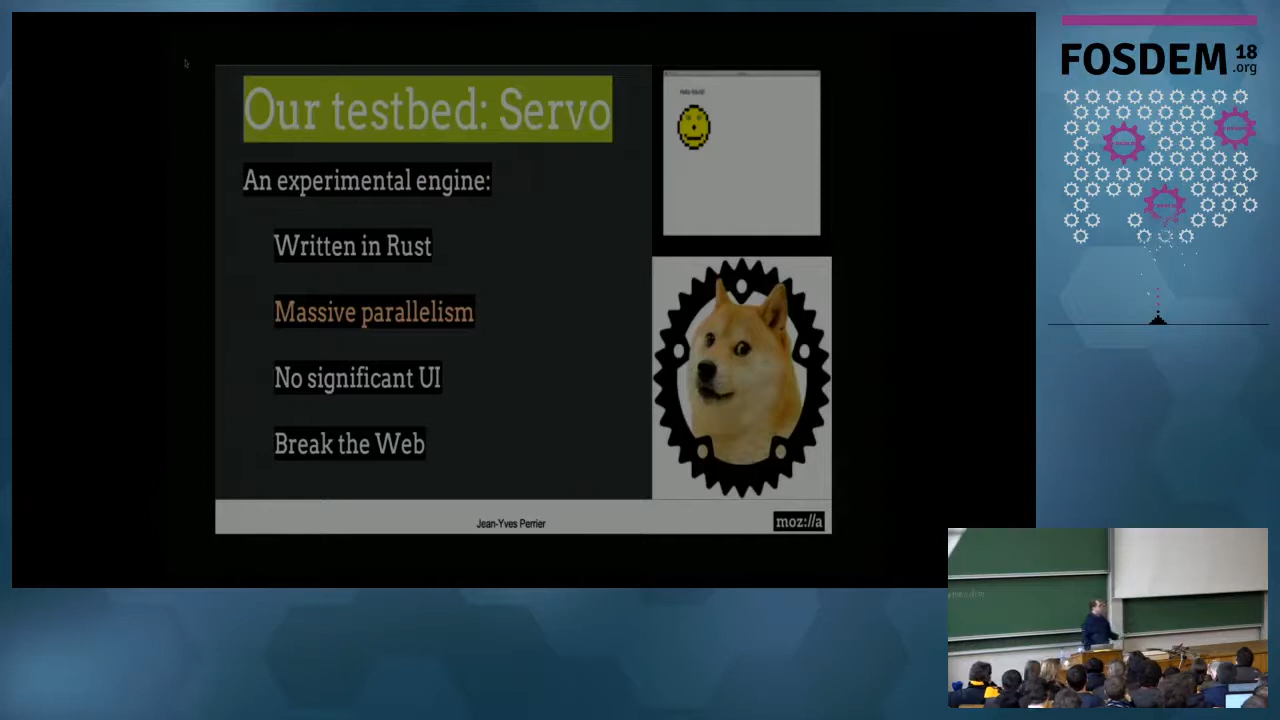 Our testbed: Servo
An experimental engine:
Written in Rust
Massive parallelism
No significant UI
Break the Web
Jean-Yves Perrier
moz://a
FOSDEM 18
.org